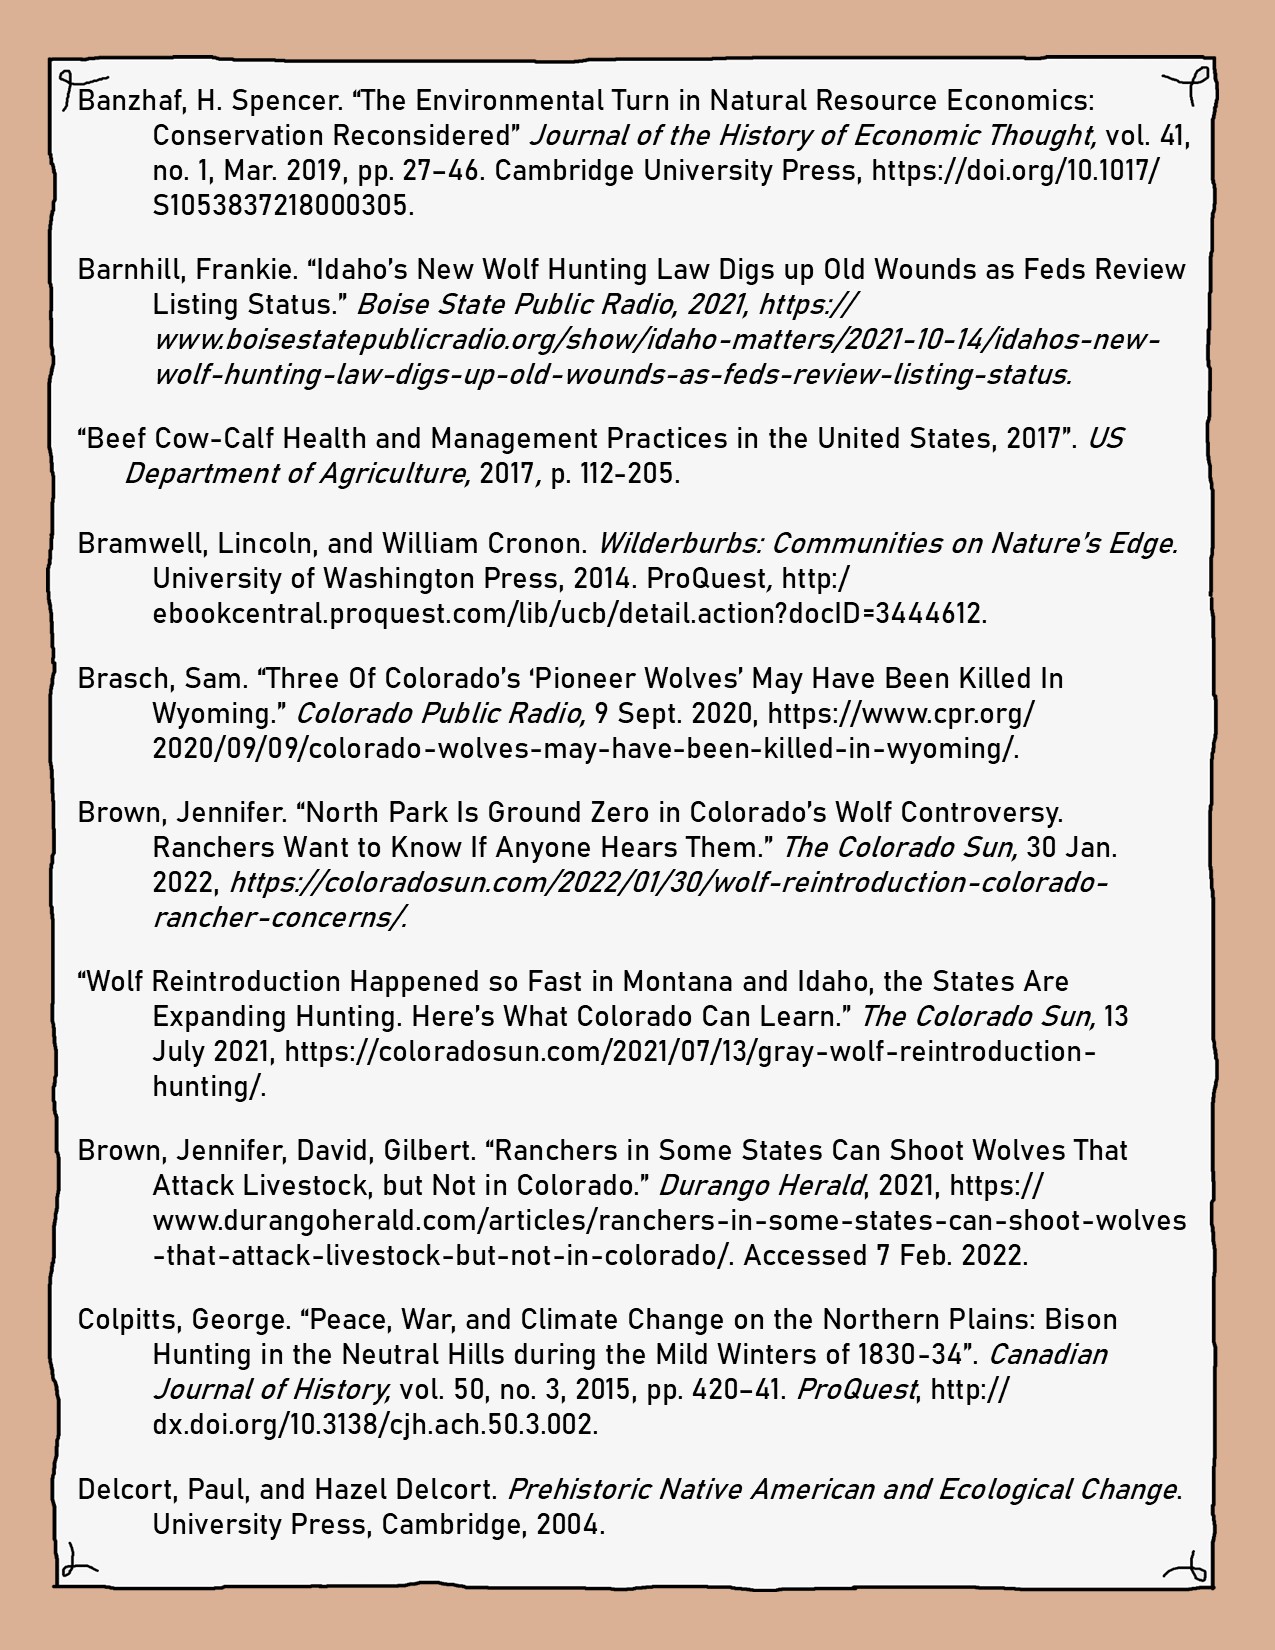 Banzhaf, H. Spencer. “The Environmental Turn in Natural Resource Economics:
Conservation Reconsidered” Journal of the History of Economic Thought, vol. 41,
no. 1, Mar. 2019, pp. 27–46. Cambridge University Press, https://doi.org/10.1017/
S1053837218000305.
Barnhill, Frankie. “Idaho’s New Wolf Hunting Law Digs up Old Wounds as Feds Review
Listing Status.” Boise State Public Radio, 2021, https://
www.boisestatepublicradio.org/show/idaho-matters/2021-10-14/idahos-new-
wolf-hunting-law-digs-up-old-wounds-as-feds-review-listing-status.
“Beef Cow-Calf Health and Management Practices in the United States, 2017”. US
Department of Agriculture, 2017, p. 112-205.
Bramwell, Lincoln, and William Cronon. Wilderburbs: Communities on Nature’s Edge.
University of Washington Press, 2014. ProQuest, http:/
ebookcentral.proquest.com/lib/ucb/detail.action?docID=3444612.
Brasch, Sam. “Three Of Colorado’s ‘Pioneer Wolves’ May Have Been Killed In
Wyoming.” Colorado Public Radio, 9 Sept. 2020, https://www.cpr.org/
2020/09/09/colorado-wolves-may-have-been-killed-in-wyoming/.
Brown, Jennifer. “North Park Is Ground Zero in Colorado’s Wolf Controversy.
Ranchers Want to Know If Anyone Hears Them.” The Colorado Sun, 30 Jan.
2022, https://coloradosun.com/2022/01/30/wolf-reintroduction-colorado-
rancher-concerns/.
“Wolf Reintroduction Happened so Fast in Montana and Idaho, the States Are
Expanding Hunting. Here’s What Colorado Can Learn.” The Colorado Sun, 13
July 2021, https://coloradosun.com/2021/07/13/gray-wolf-reintroduction-
hunting/.
Brown, Jennifer, David, Gilbert. “Ranchers in Some States Can Shoot Wolves That
Attack Livestock, but Not in Colorado.” Durango Herald, 2021, https://
www.durangoherald.com/articles/ranchers-in-some-states-can-shoot-wolves
-that-attack-livestock-but-not-in-colorado/. Accessed 7 Feb. 2022.
Colpitts, George. “Peace, War, and Climate Change on the Northern Plains: Bison
Hunting in the Neutral Hills during the Mild Winters of 1830-34”. Canadian
Journal of History, vol. 50, no. 3, 2015, pp. 420–41. ProQuest, http://
dx.doi.org/10.3138/cjh.ach.50.3.002.
Delcort, Paul, and Hazel Delcort. Prehistoric Native American and Ecological Change.
University Press, Cambridge, 2004.